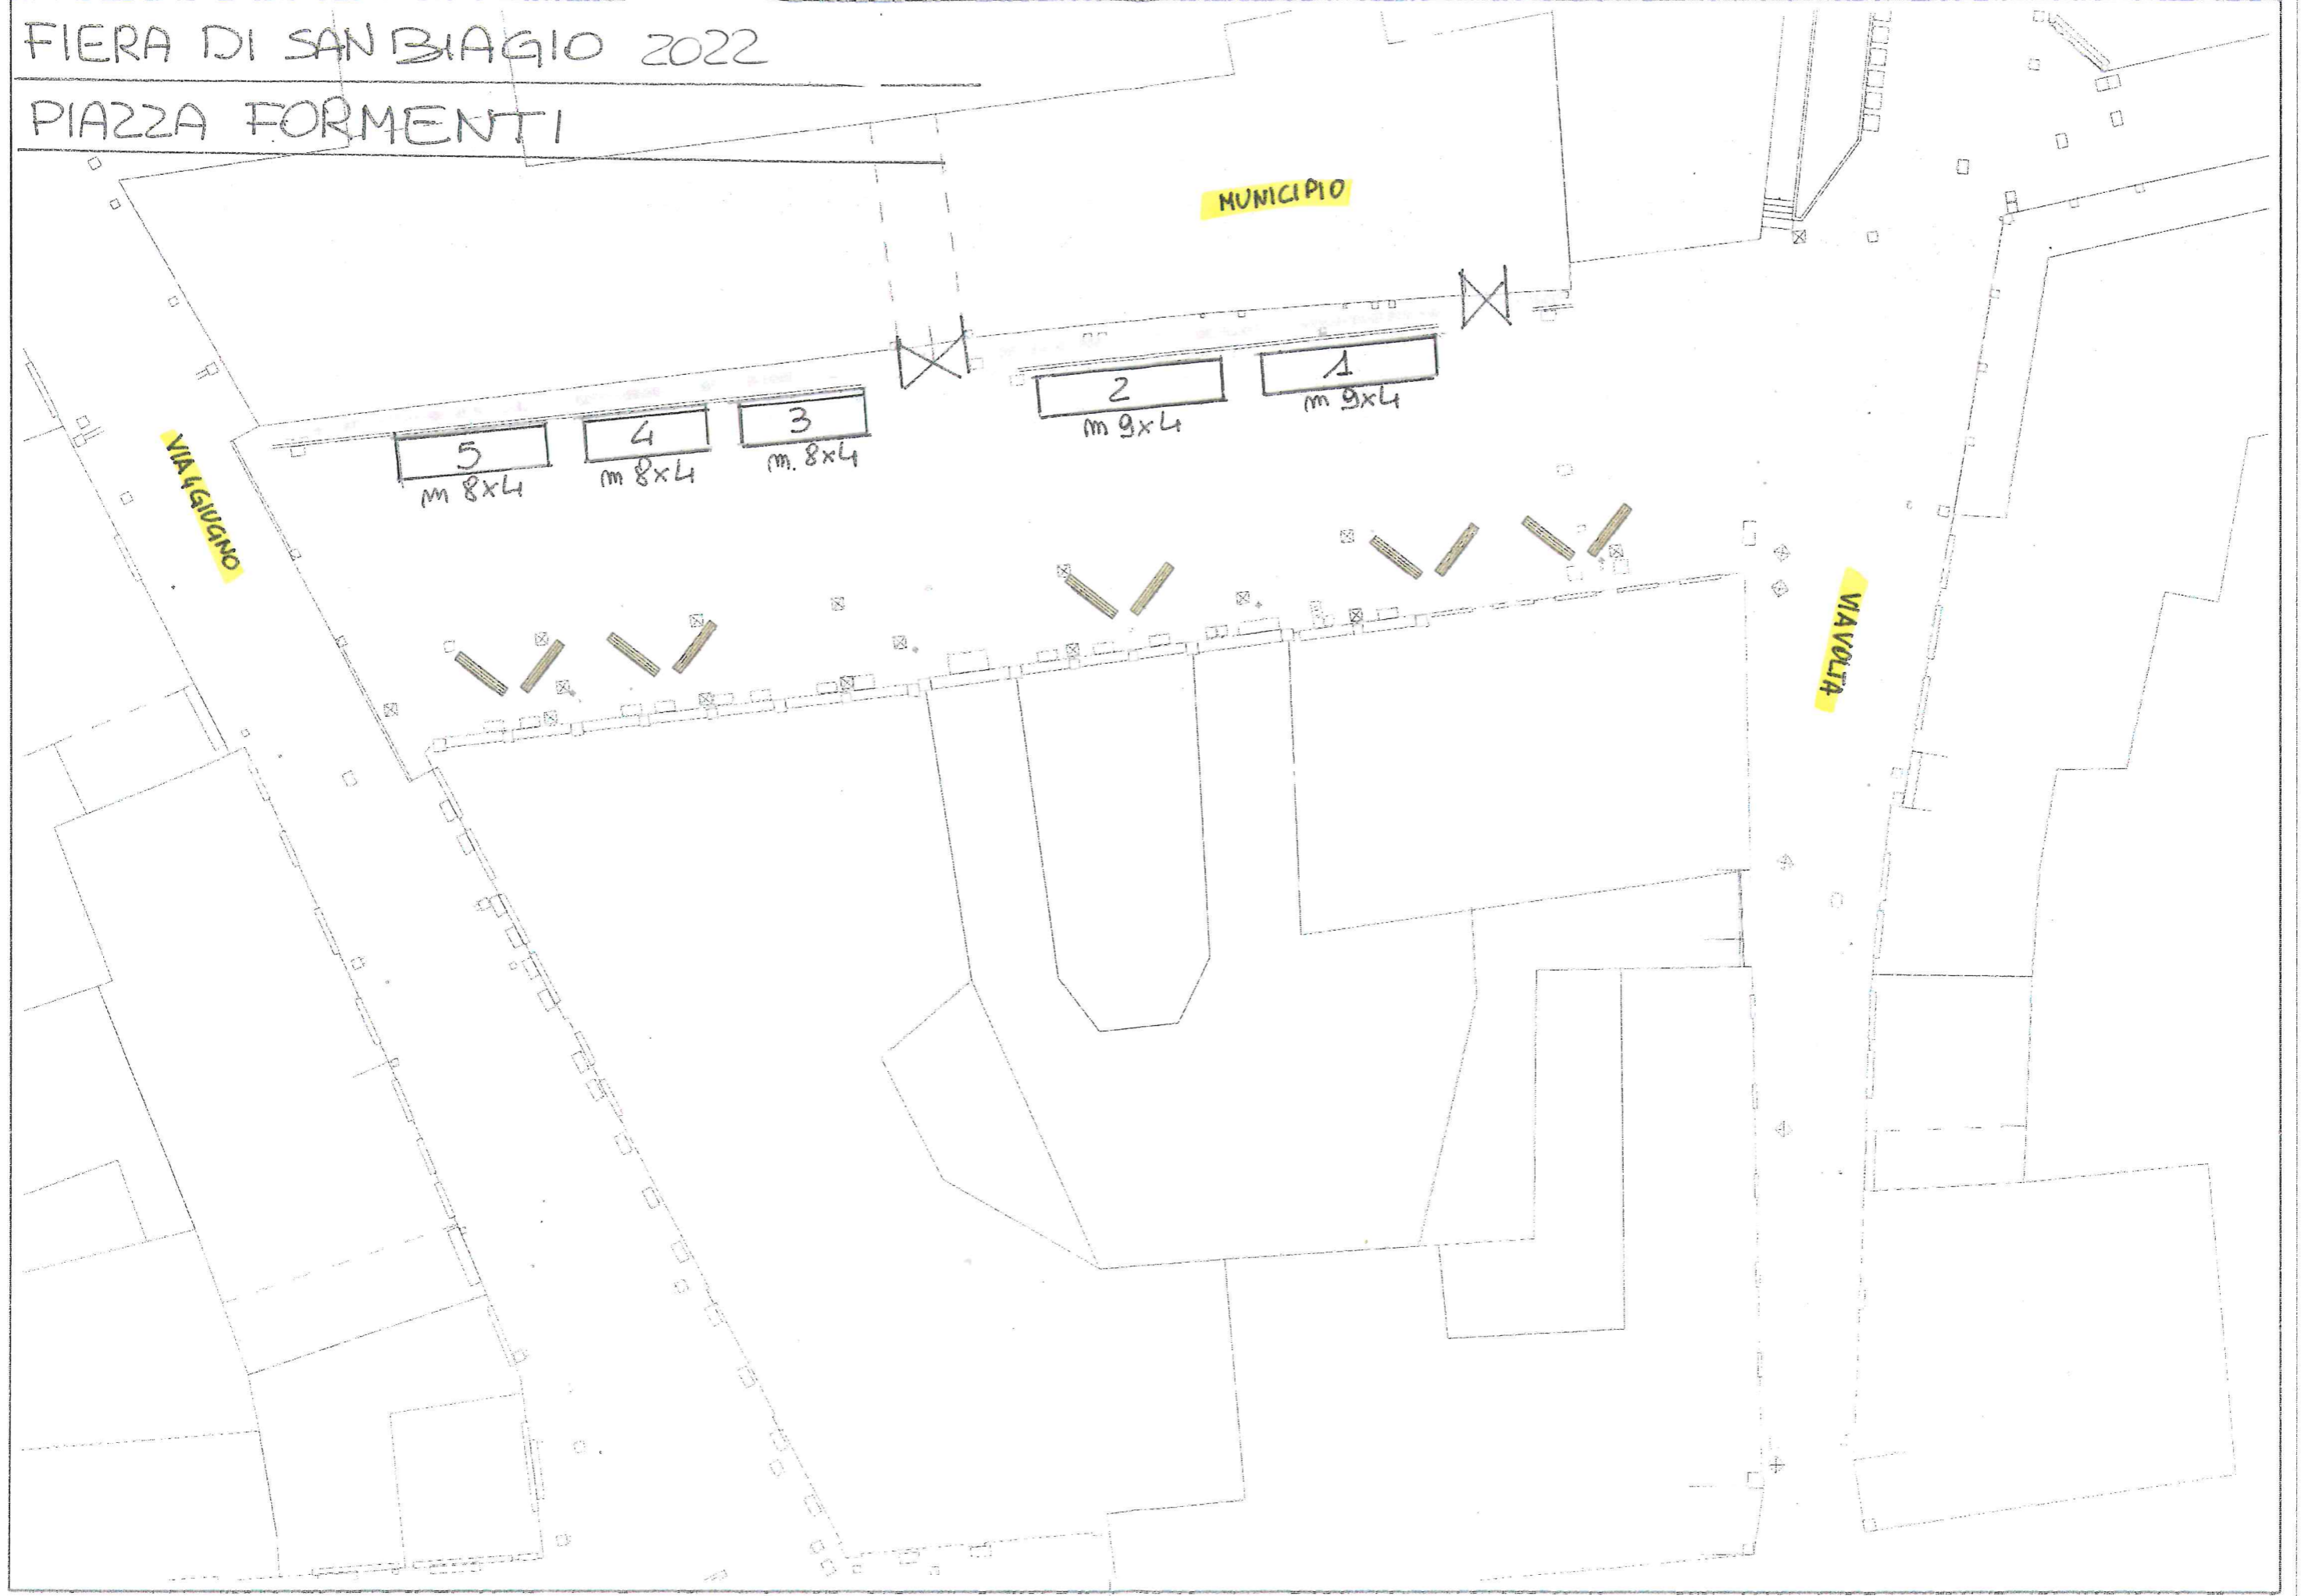 FIERA DI SAN BIAGIO 2022
PIAZZA FORMENTI
MUNICIPIO
1
m 9x4
2
m 9x4
3
m. 8x4
4
m 8x4
5
m 8x4
VIA 4 GIUGNO
VIA VOLTA